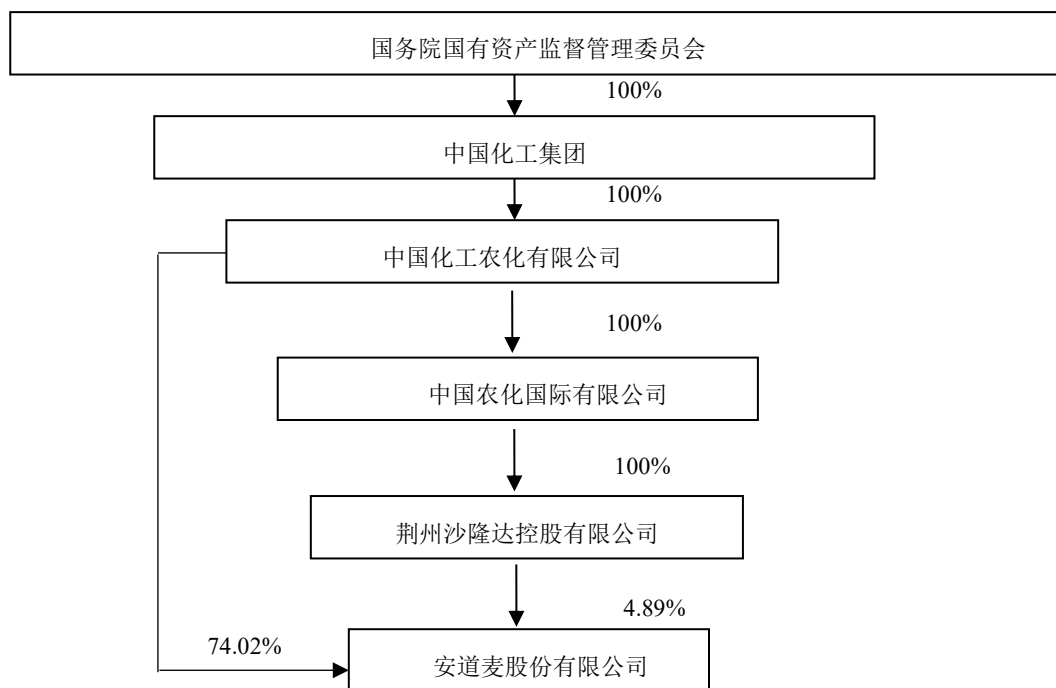 国务院国有资产监督管理委员会
100%
中国化工集团
100%
中国化工农化有限公司
100%
中国农化国际有限公司
100%
荆州沙隆达控股有限公司
4.89%
74.02%
安道麦股份有限公司